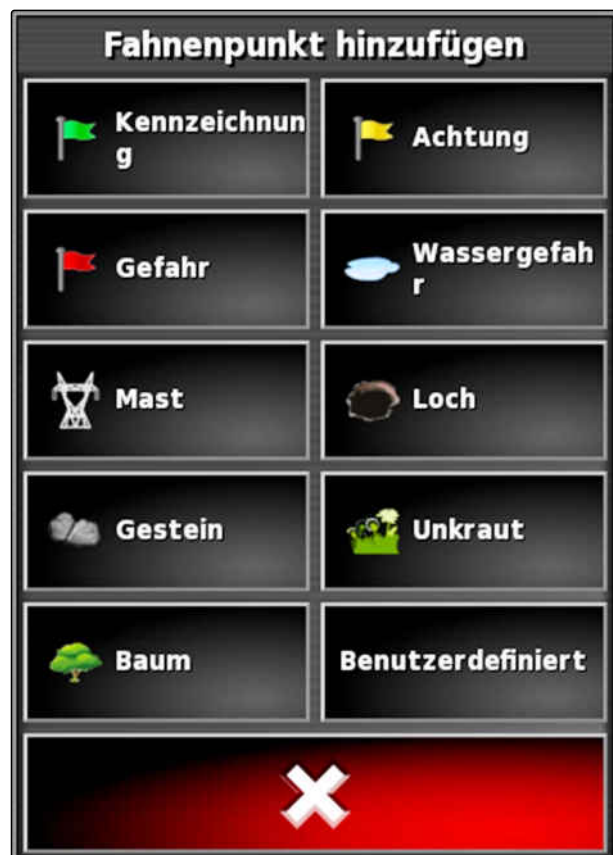 Fahnenpunkt hinzufügen
Kennzeichnun
g
Achtung
Gefahr
Wassergefah
r
Mast
Loch
Gestein
Unkraut
Baum
Benutzerdefiniert